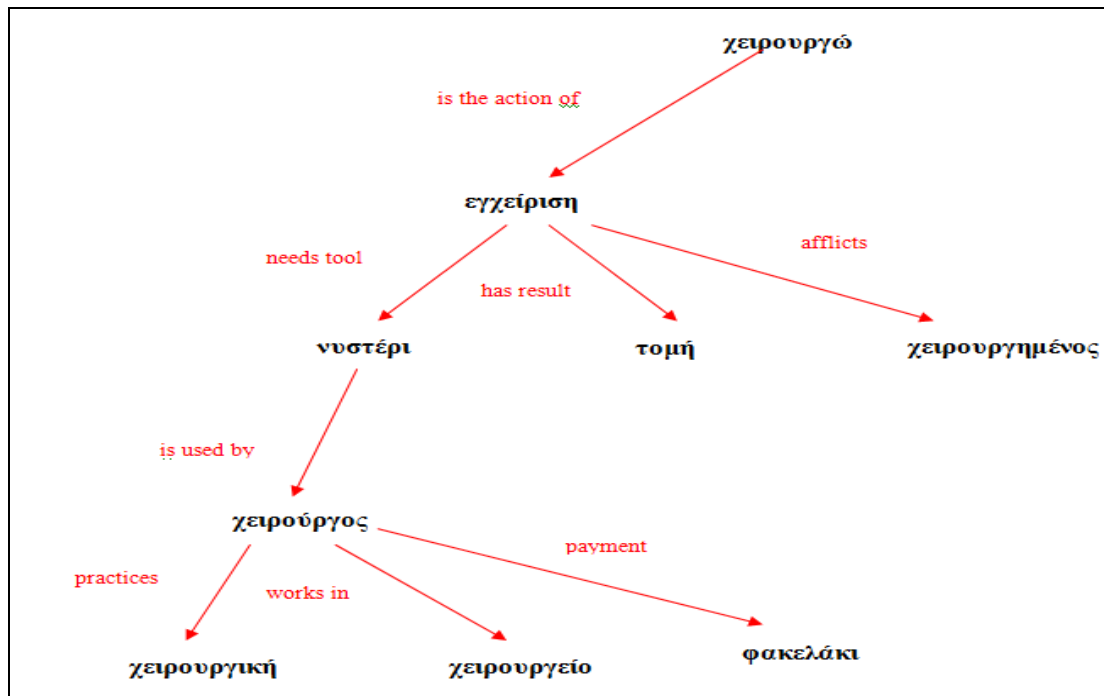 χειρουργώ
is the action of
εγχείριση
afflicts
needs tool
has result
νυστέρι
τομή
χειρουργημένος
is used by
χειρούργος
payment
practices
works in
χειρουργική
χειρουργείο
φακελάκι